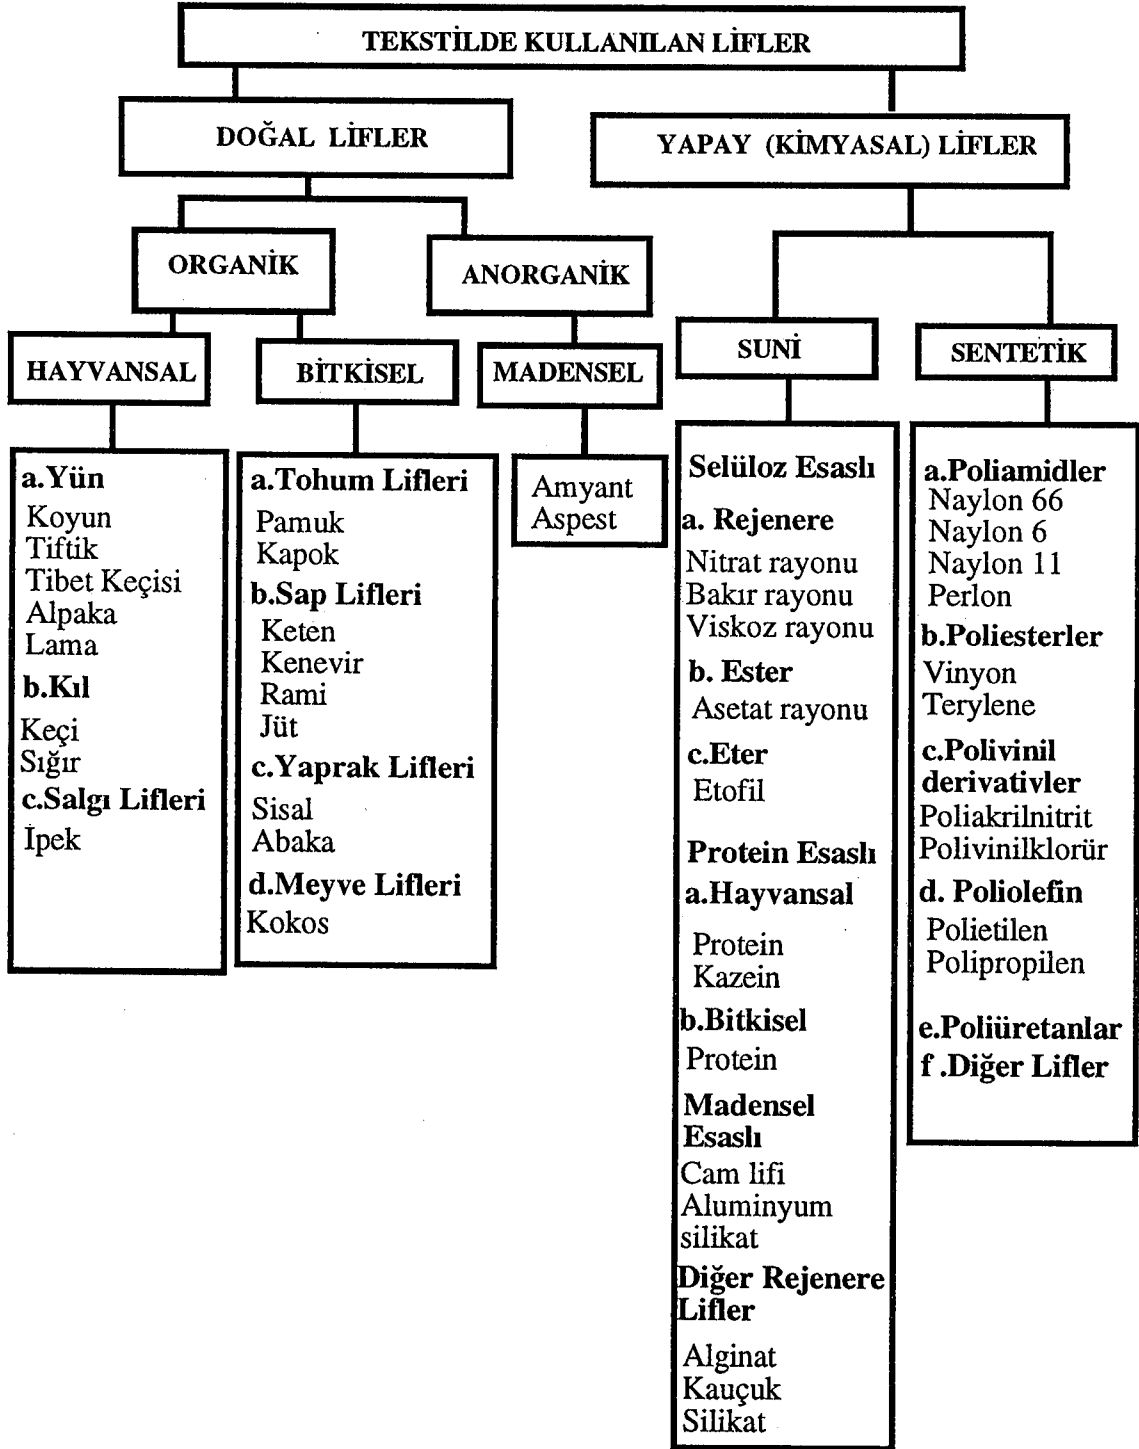 TEKSTİLDE KULLANILAN LİFLER
DOĞAL LİFLER
YAPAY (KİMYASAL) LİFLER
ORGANİK
ANORGANİK
HAYVANSAL
BİTKİSEL
MADENSEL
SUNİ
SENTETİK
a.Yün
Koyun
Tiftik
Tibet Keçisi
Alpaka
Lama
b.Kıl
Keçi
Sığır
c.Salgı Lifleri
İpek
a.Tohum Lifleri
Pamuk
Kapok
b.Sap Lifleri
Keten
Kenevir
Rami
Jüt
c.Yaprak Lifleri
Sisal
Abaka
d.Meyve Lifleri
Kokos
Amyant
Aspest
Selüloz Esaslı
a. Rejenere
Nitrat rayonu
Bakır rayonu
Viskoz rayonu
b. Ester
Asetat rayonu
c.Eter
Etofil
Protein Esaslı
a.Hayvansal
Protein
Kazein
b.Bitkisel
Protein
Madensel
Esaslı
Cam lifi
Aluminyum
silikat
Diğer Rejenere
Lifler
Alginat
Kauçuk
Silikat
a.Poliamidler
Naylon 66
Naylon 6
Naylon 11
Perlon
b.Poliesterler
Vinyon
Terylene
c.Polivinil
derivativler
Poliakrilnitrit
Polivinilklorür
d. Poliolefin
Polietilen
Polipropilen
e.Poliüretanlar
f .Diğer Lifler